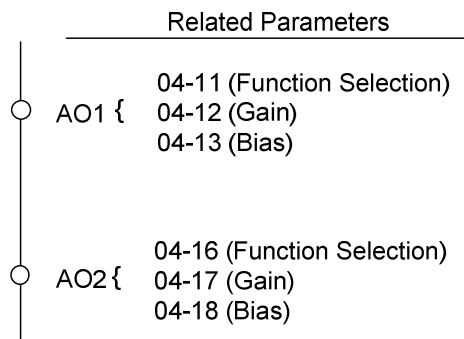 Related Parameters
04-11 (Function Selection)
AO1 { 04-12 (Gain)
04-13 (Bias)
04-16 (Function Selection)
AO2 { 04-17 (Gain)
04-18 (Bias)